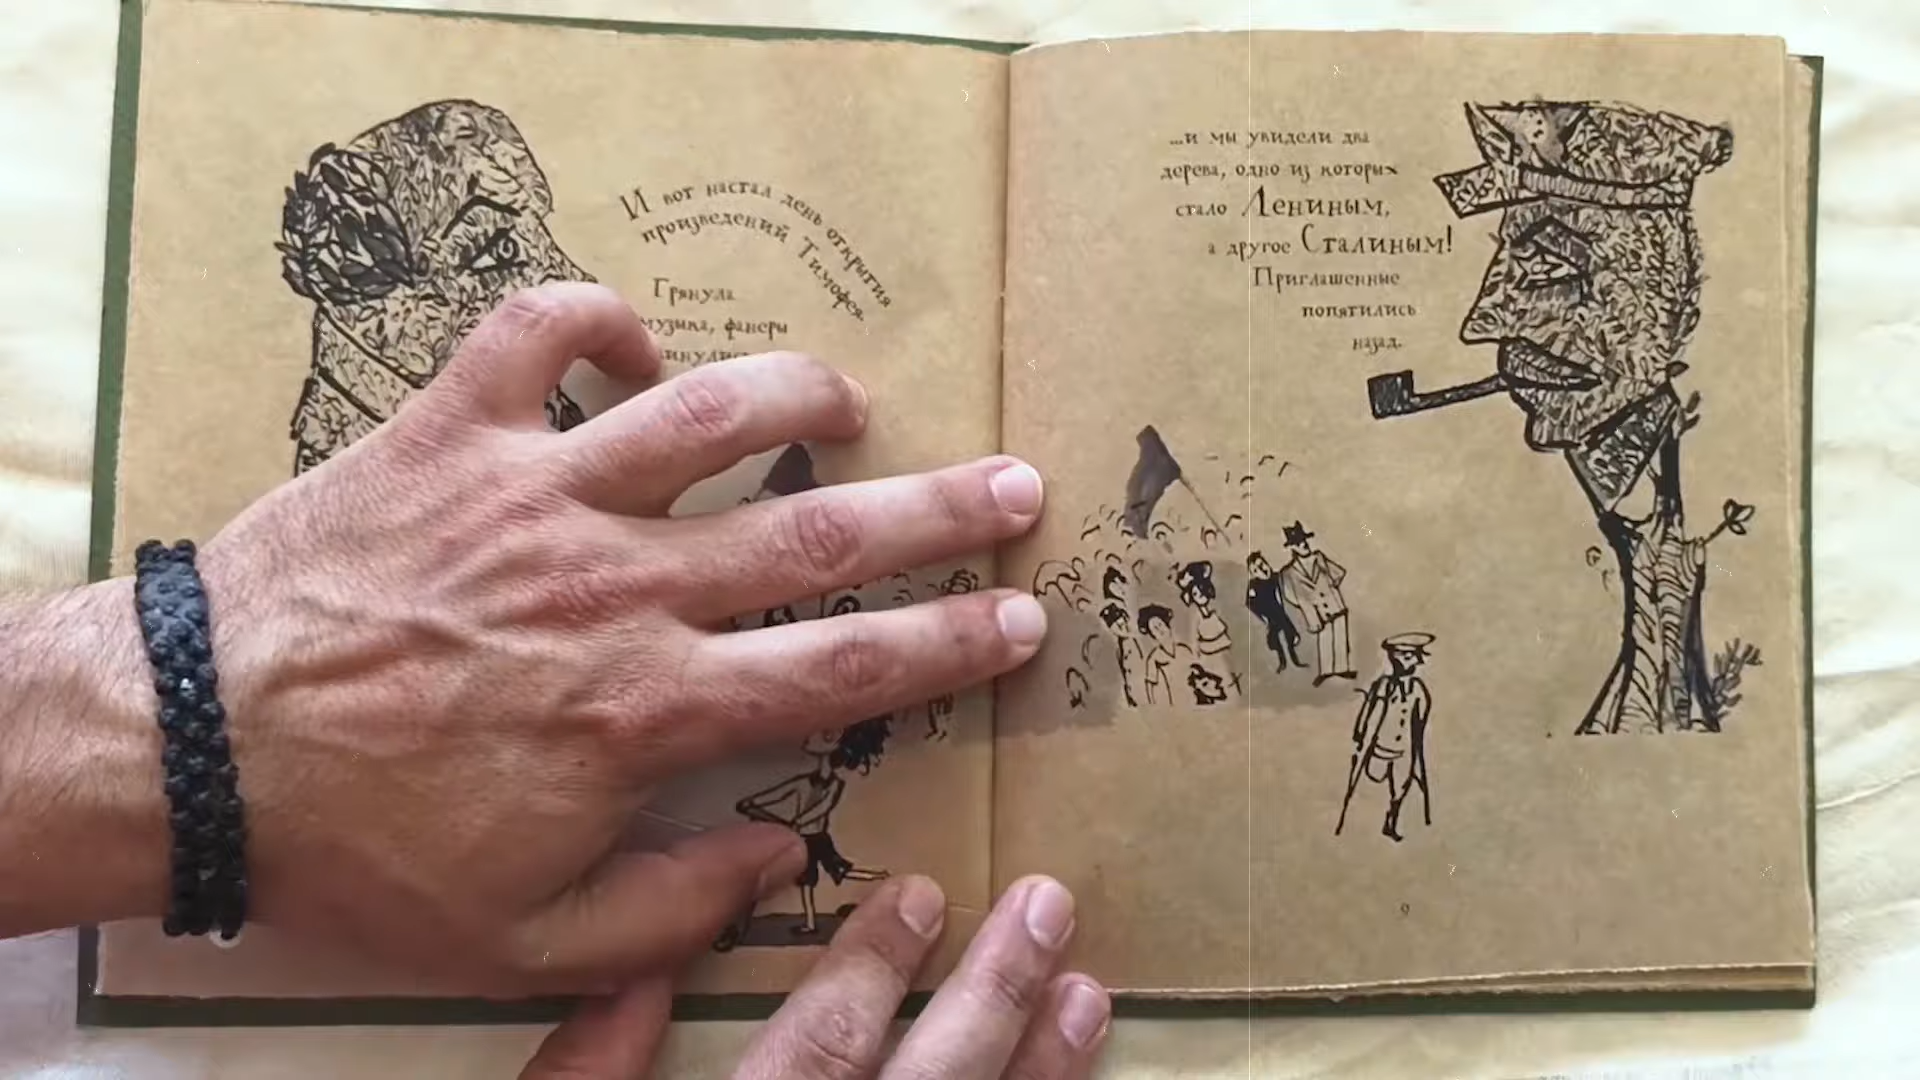 И вот настал день открытия
произведений Тимофея.
Грянула
музыка, фанеры
...и мы увидели два
дерева, одно из которых
стало Лениным,
а другое Сталиным!
Приглашенные
попятились
назад.
9